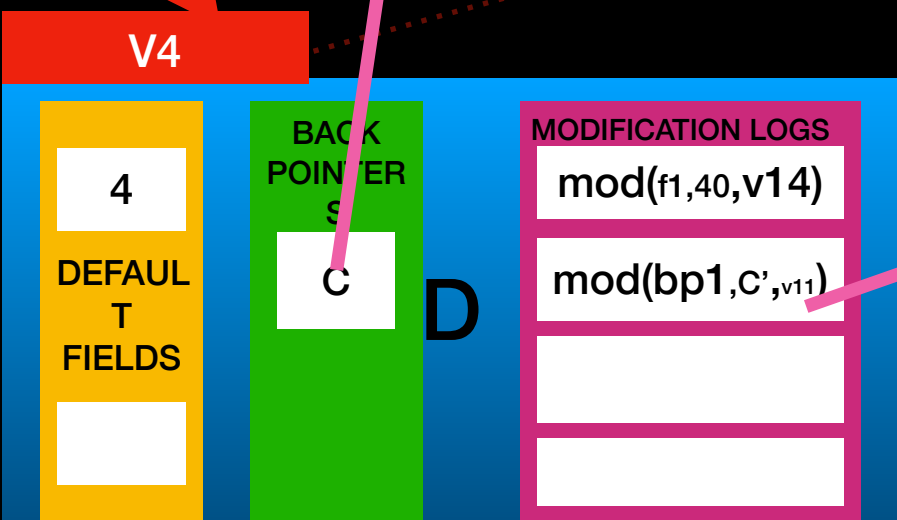 V4
4
DEFAUL
T
FIELDS
BACK
POINTER
S
C
D
MODIFICATION LOGS
mod(f1,40,v14)
mod(bp1,C',v11)